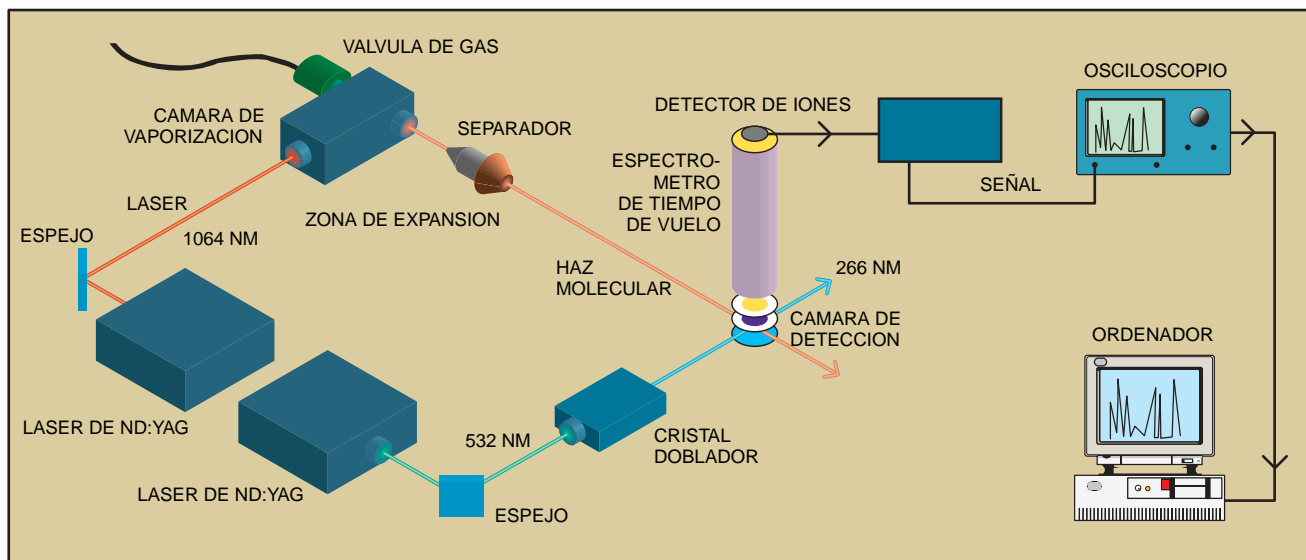 VALVULA DE GAS
CAMARA DE
VAPORIZACION
SEPARADOR
DETECTOR DE IONES
OSCILOSCOPIO
ESPECTRO-
METRO
DE TIEMPO
DE VUELO
SEÑAL
LASER
ZONA DE EXPANSION
ESPEJO
1064 NM
HAZ
MOLECULAR
266 NM
CAMARA DE
DETECCION
ORDENADOR
LASER DE ND:YAG
532 NM
CRISTAL
DOBLADOR
LASER DE ND:YAG
ESPEJO